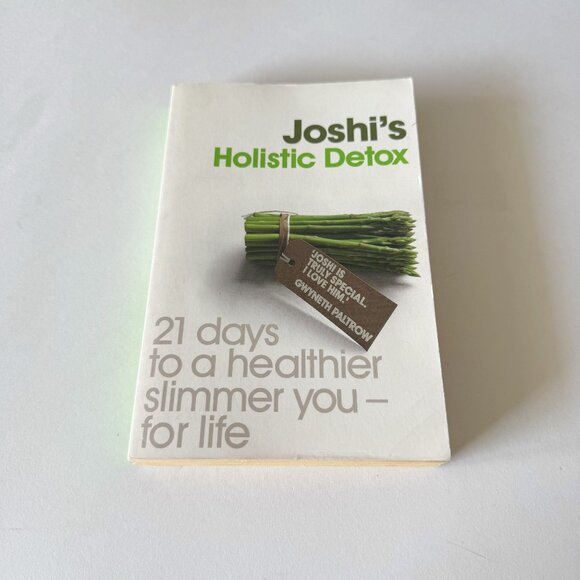 Joshi's
Holistic Detox
'JOSHI IS
TRULY SPECIAL.
I LOVE HIM.'
GWYNETH PALTROW
21 days
to a healthier
slimmer you –
for life